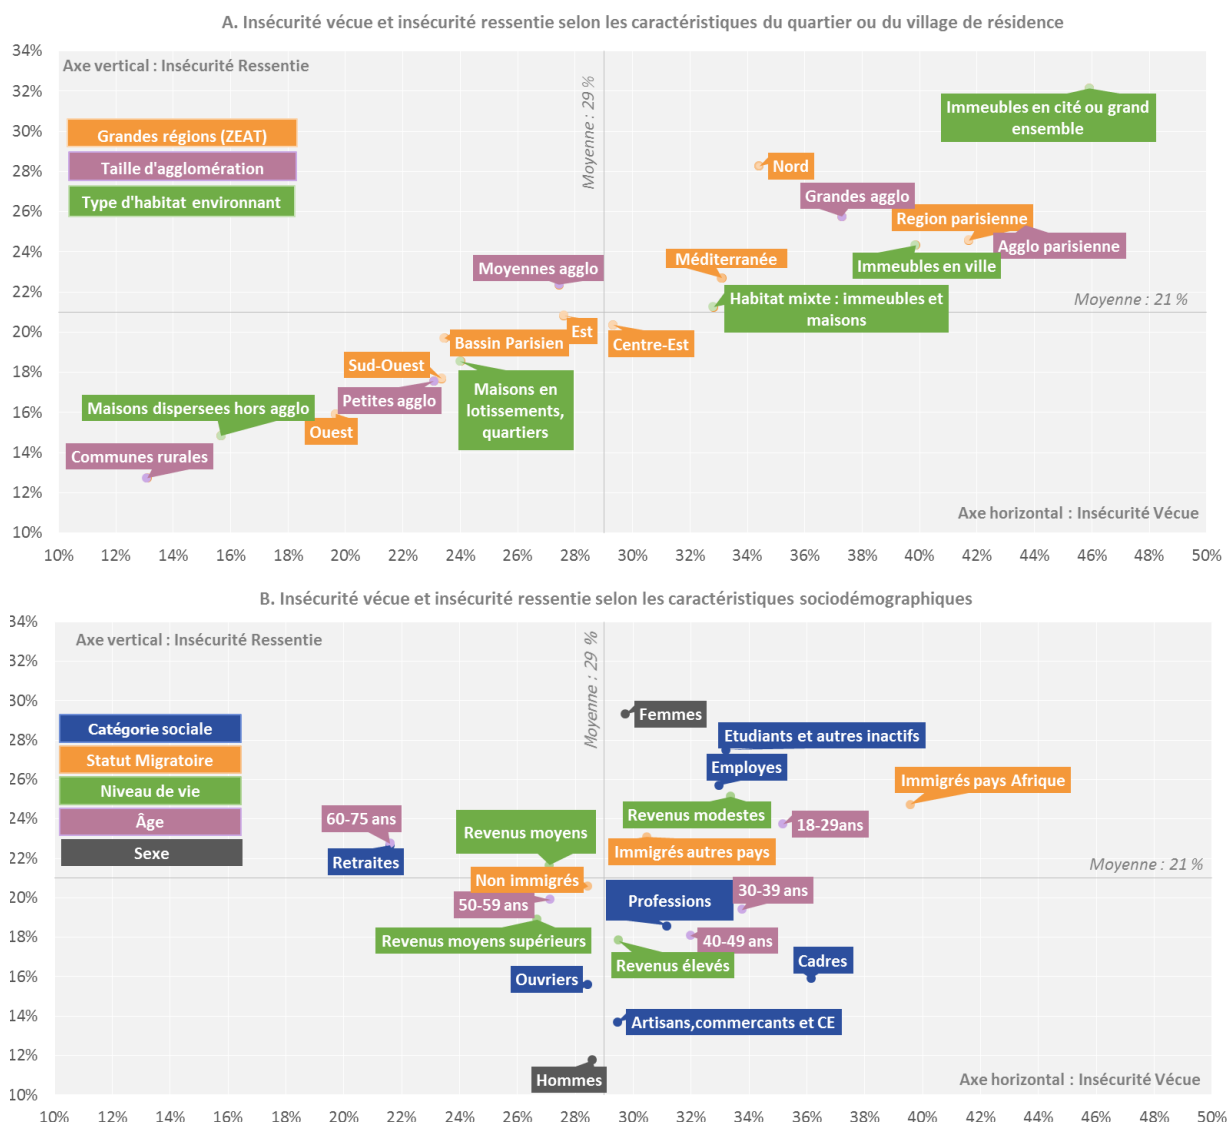 A. Insécurité vécue et insécurité ressentie selon les caractéristiques du quartier ou du village de résidence
34%
Axe vertical : Insécurité Ressentie
Moyenne : 29 %
32%
Immeubles en cité ou grand
ensemble
30%
Grandes régions (ZEAT)
28%
Taille d'agglomération
Nord
26%
Type d'habitat environnant
Grandes agglo
Region parisienne
24%
Agglo parisienne
Moyennes agglo
Méditerranée
Immeubles en ville
22%
Habitat mixte : immeubles et
maisons
Moyenne : 21 %
20%
Est
Bassin Parisien
Centre-Est
18%
Sud-Ouest
Petites agglo
Maisons en
lotissements,
quartiers
16%
Maisons dispersees hors agglo
Ouest
14%
Communes rurales
12%
Axe horizontal : Insécurité Vécue
10%
10% 12% 14% 16% 18% 20% 22% 24% 26% 28% 30% 32% 34% 36% 38% 40% 42% 44% 46% 48% 50%
B. Insécurité vécue et insécurité ressentie selon les caractéristiques sociodémographiques
34%
Axe vertical : Insécurité Ressentie
Moyenne : 29 %
32%
30%
Femmes
Catégorie sociale
28%
Etudiants et autres inactifs
Statut Migratoire
Employes
26%
Immigrés pays Afrique
Niveau de vie
24%
Revenus modestes
60-75 ans
Âge
18-29ans
Revenus moyens
Sexe
22%
Retraites
Immigrés autres pays
Moyenne : 21 %
Non immigrés
20%
50-59 ans
Professions
30-39 ans
18%
Revenus moyens supérieurs
40-49 ans
Revenus élevés
Cadres
16%
Ouvriers
14%
Artisans,commercants et CE
12%
Hommes
Axe horizontal : Insécurité Vécue
10%
10% 12% 14% 16% 18% 20% 22% 24% 26% 28% 30% 32% 34% 36% 38% 40% 42% 44% 46% 48% 50%